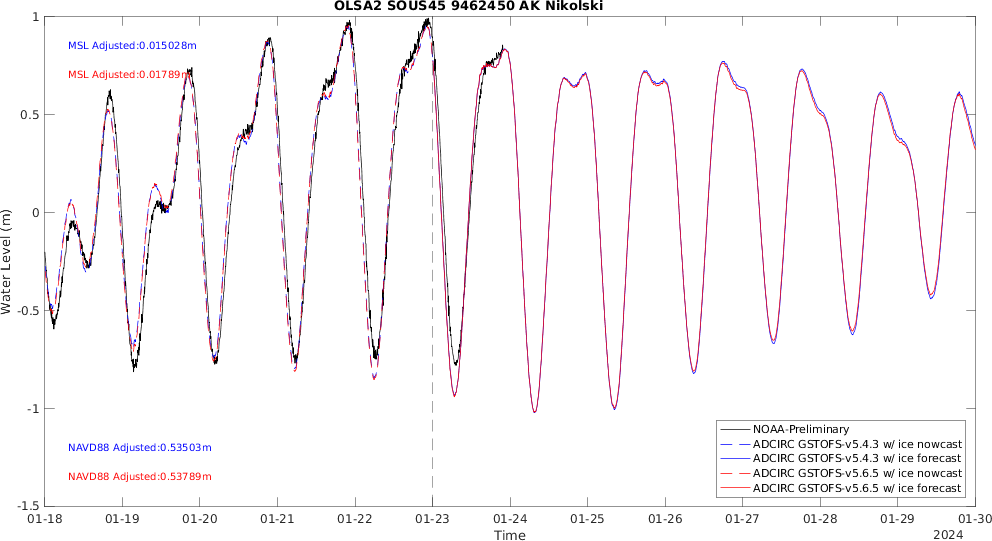 OLSA2 SOUS45 9462450 AK Nikolski
1
0.5
0
-0.5
-1
-1.5
Water Level (m)
MSL Adjusted:0.015028m
MSL Adjusted:0.01789m
NAVD88 Adjusted:0.53503m
NAVD88 Adjusted:0.53789m
NOAA-Preliminary
ADCIRC GSTOFS-v5.4.3 w/ ice nowcast
ADCIRC GSTOFS-v5.4.3 w/ ice forecast
ADCIRC GSTOFS-v5.6.5 w/ ice nowcast
ADCIRC GSTOFS-v5.6.5 w/ ice forecast
01-18 01-19 01-20 01-21 01-22 01-23 01-24 01-25 01-26 01-27 01-28 01-29 01-30
Time
2024